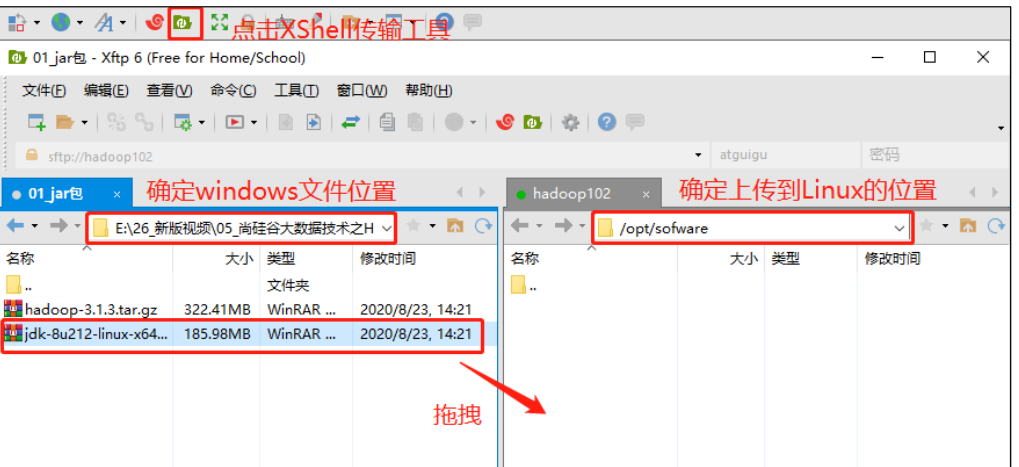 点击XShell传输工具
01_jar包 - Xftp 6 (Free for Home/School)
文件(F) 编辑(E) 查看(V) 命令(C) 工具(T) 窗口(W) 帮助(H)
sftp://hadoop102 atguigu 密码
01_jar包 × 确定windows文件位置 hadoop102 × 确定上传到Linux的位置
E:\26_新版视频\05_尚硅谷大数据技术之H /opt/sofware
名称 大小 类型 修改时间 名称 大小 类型 修改时间
.. 文件夹 ..
hadoop-3.1.3.tar.gz 322.41MB WinRAR ... 2020/8/23, 14:21
jdk-8u212-linux-x64... 185.98MB WinRAR ... 2020/8/23, 14:21
拖拽